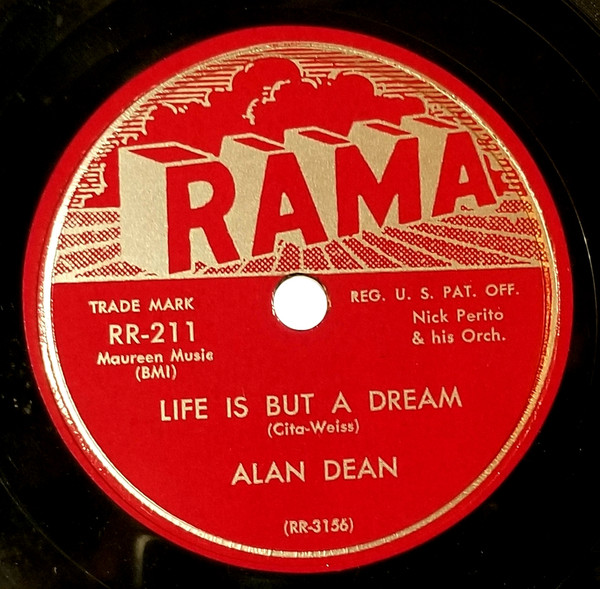 RAMA
TRADE MARK
REG. U. S. PAT. OFF.
RR-211
Nick Perito
& his Orch.
Maureen Music
(BMI)
LIFE IS BUT A DREAM
(Cita-Weiss)
ALAN DEAN
(RR-3156)